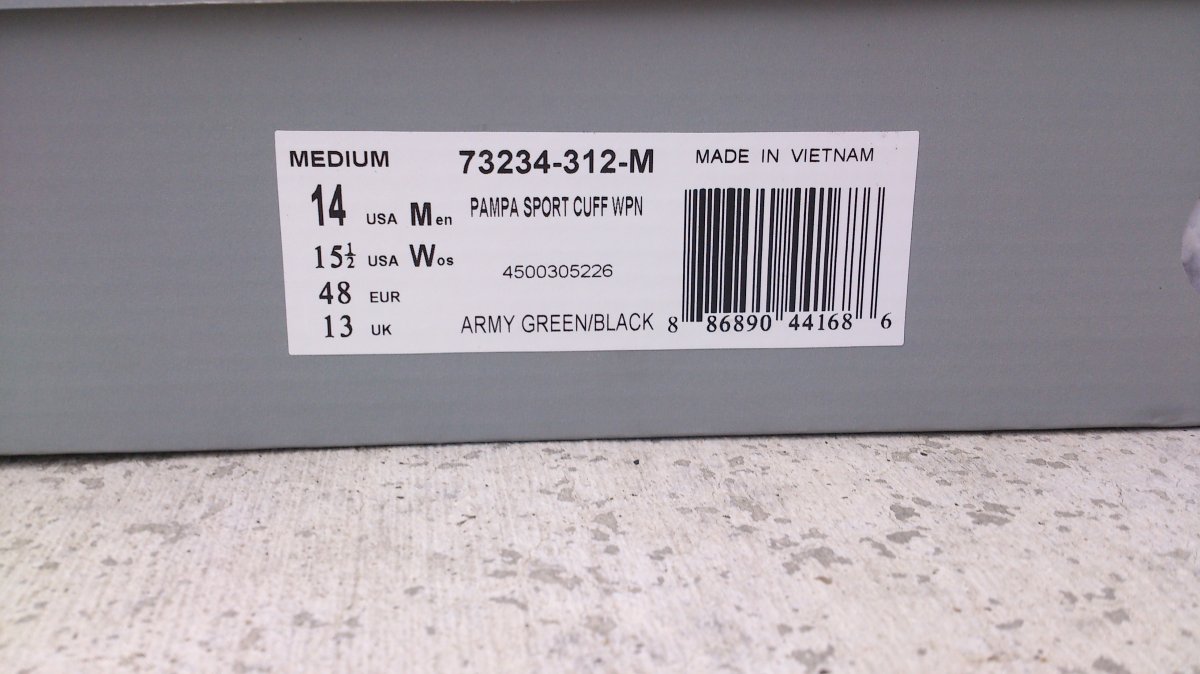 MEDIUM
14 USA Men
15½ USA Wos
48 EUR
13 UK
73234-312-M
PAMPA SPORT CUFF WPN
4500305226
ARMY GREEN/BLACK
MADE IN VIETNAM
8 86890 44168 6